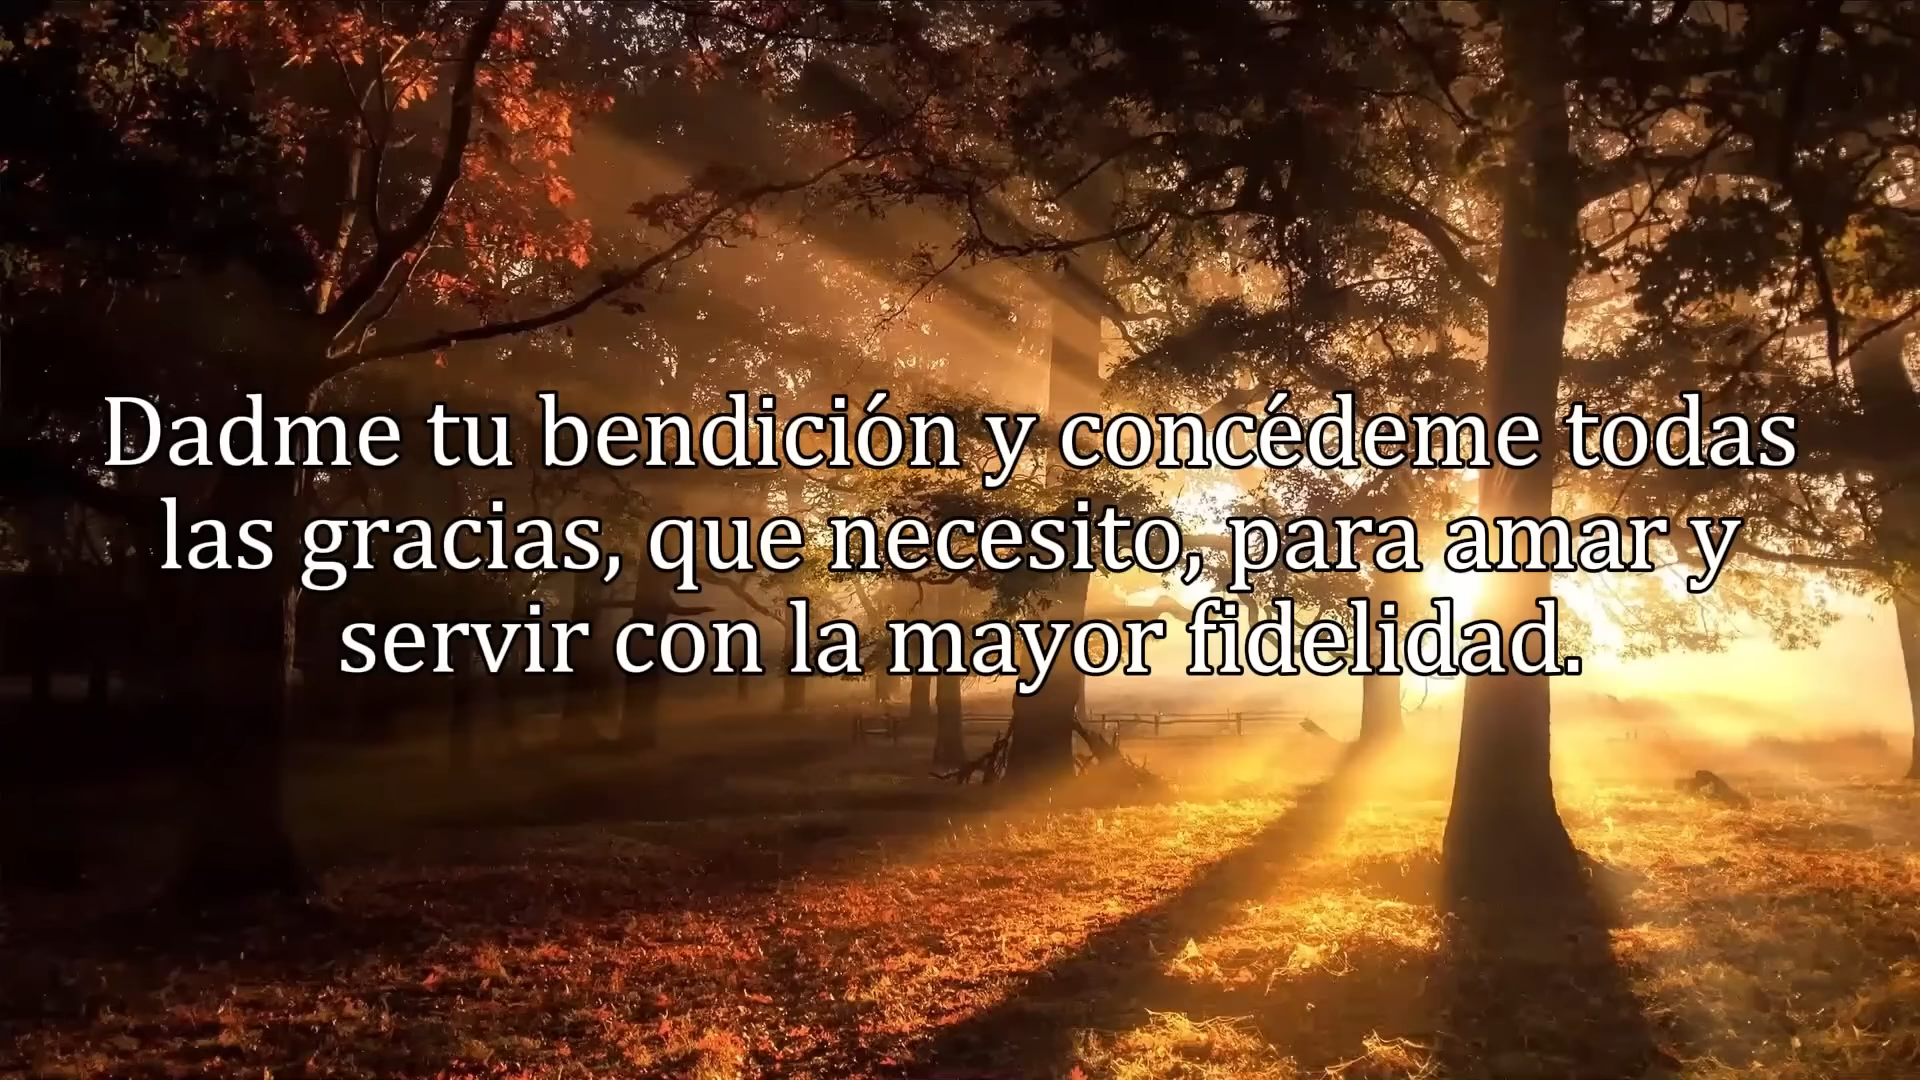 Dadme tu bendición y concédeme todas
las gracias, que necesito, para amar y
servir con la mayor fidelidad.